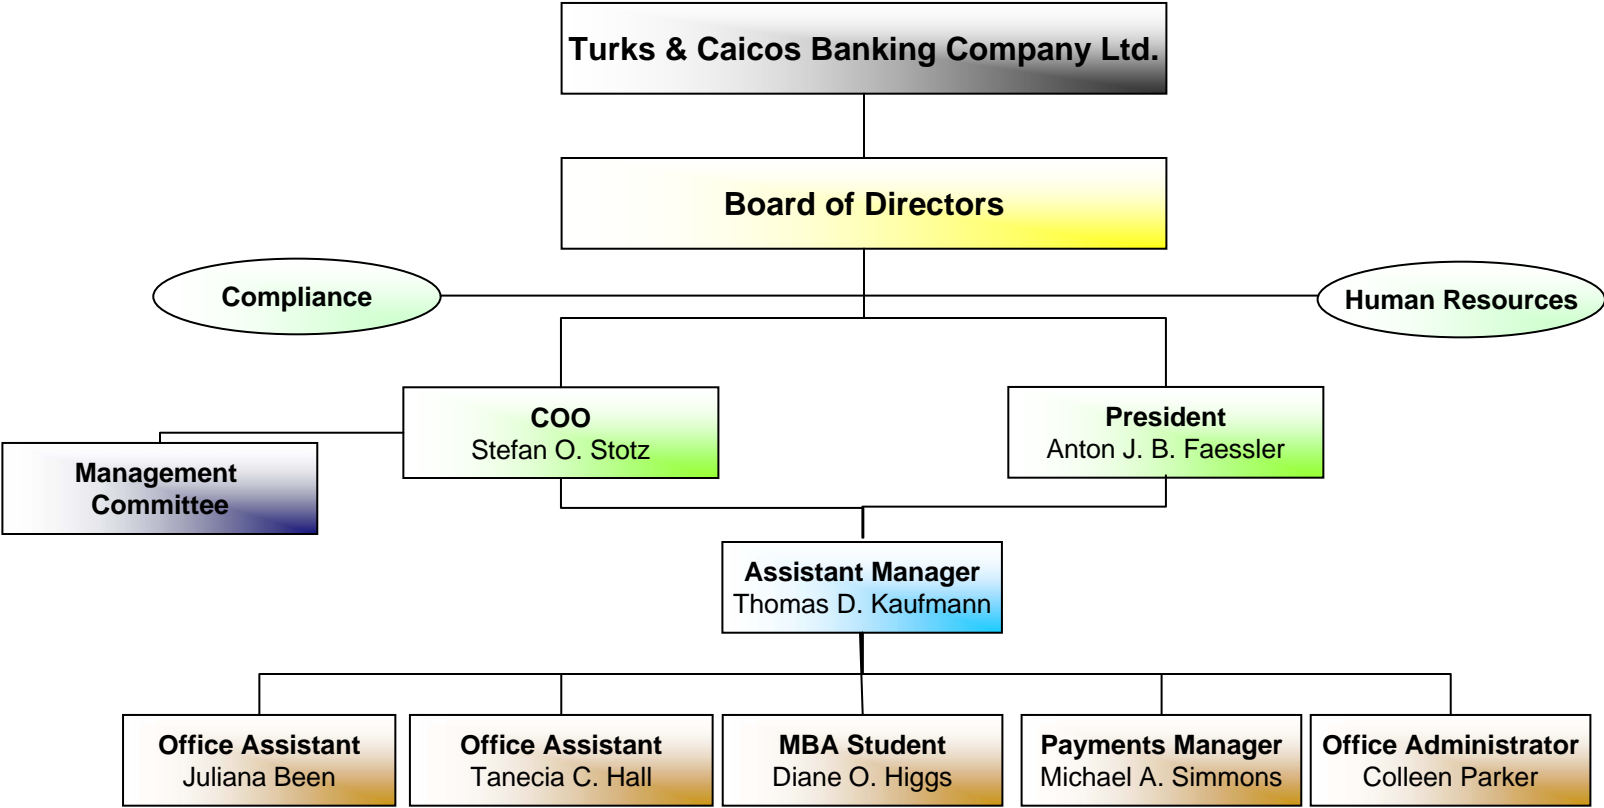 Turks & Caicos Banking Company Ltd.
Board of Directors
Compliance
Human Resources
COO
Stefan O. Stotz
President
Anton J. B. Faessler
Management
Committee
Assistant Manager
Thomas D. Kaufmann
Office Assistant
Juliana Been
Office Assistant
Tanecia C. Hall
MBA Student
Diane O. Higgs
Payments Manager
Michael A. Simmons
Office Administrator
Colleen Parker